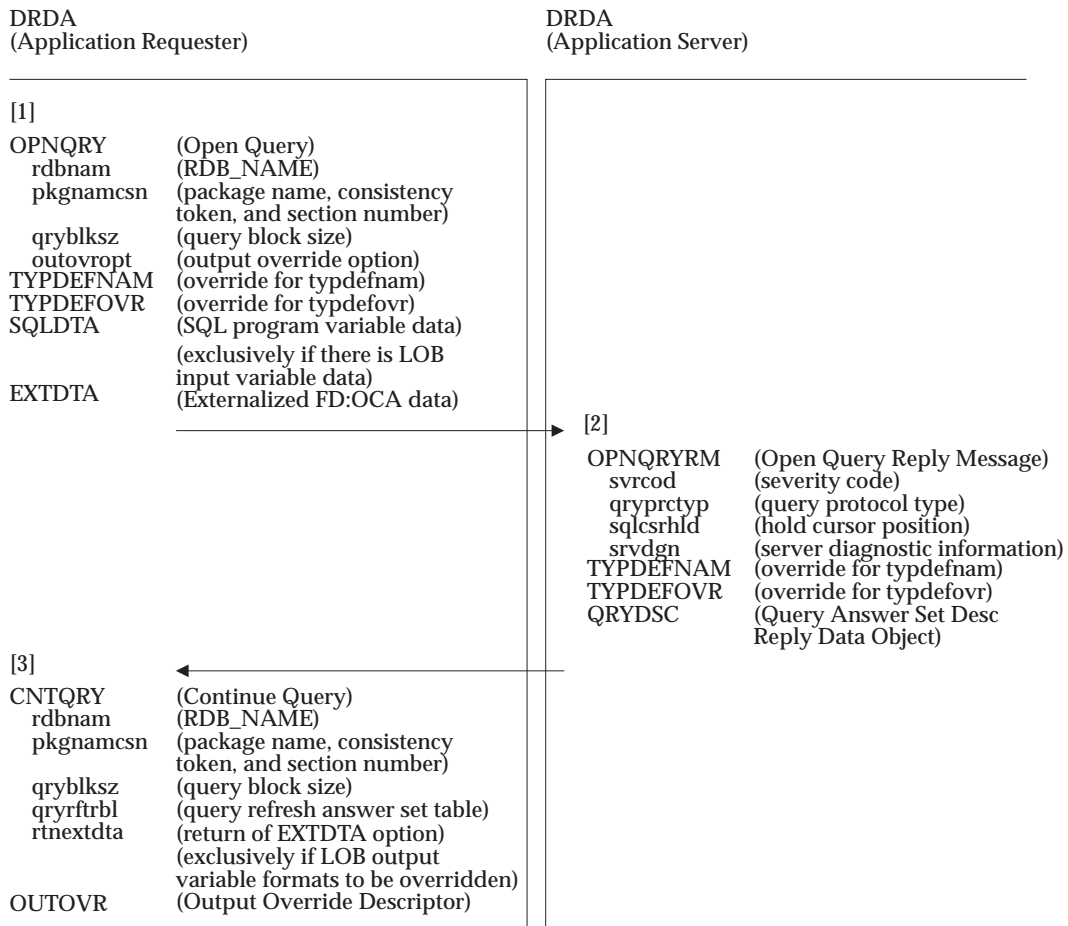 DRDA
(Application Requester)
DRDA
(Application Server)
[1]
OPNQRY (Open Query)
rdbnam (RDB_NAME)
pkgnamcsn (package name, consistency
token, and section number)
qryblksz (query block size)
outovropt (output override option)
TYPDEFNAM (override for typdefnam)
TYPDEFOVR (override for typdefovr)
SQLDTA (SQL program variable data)
(exclusively if there is LOB
input variable data)
EXTDTA (Externalized FD:OCA data)
[2]
OPNQRYRM (Open Query Reply Message)
svrcod (severity code)
qryprctyp (query protocol type)
sqlcsrhld (hold cursor position)
srvdgn (server diagnostic information)
TYPDEFNAM (override for typdefnam)
TYPDEFOVR (override for typdefovr)
QRYDSC (Query Answer Set Desc
Reply Data Object)
[3]
CNTQRY (Continue Query)
rdbnam (RDB_NAME)
pkgnamcsn (package name, consistency
token, and section number)
qryblksz (query block size)
qryrftrbl (query refresh answer set table)
rtnextdta (return of EXTDTA option)
(exclusively if LOB output
variable formats to be overridden)
OUTOVR (Output Override Descriptor)